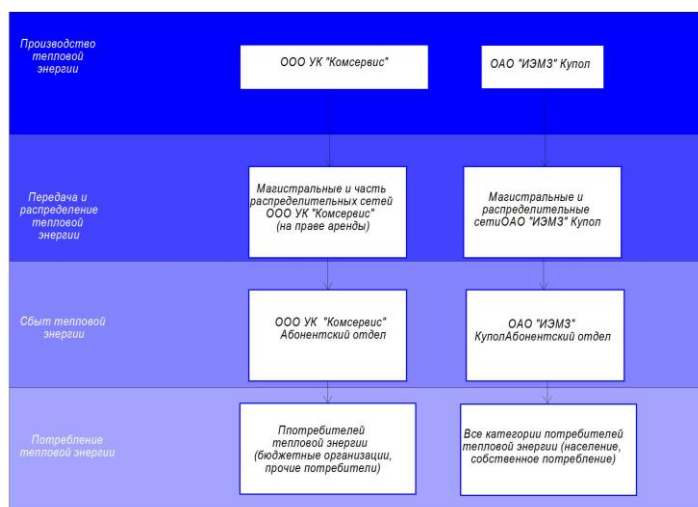 Производство
тепловой
энергии
ООО УК "Комсервис"
ОАО "ИЭМЗ" Купол
Передача и
распределение
тепловой
энергии
Магистральные и часть
распределительных сетей
ООО УК "Комсервис"
(на праве аренды)
Магистральные и
распределительные
сетиОАО "ИЭМЗ" Купол
Сбыт тепловой
энергии
ООО УК "Комсервис"
Абонентский отдел
ОАО "ИЭМЗ"
КуполАбонентский отдел
Потребление
тепловой энергии
Ппотребителей
тепловой энергии
(бюджетные организации,
прочие потребители)
Все категории потребителей
тепловой энергии (население,
собственное потребление)